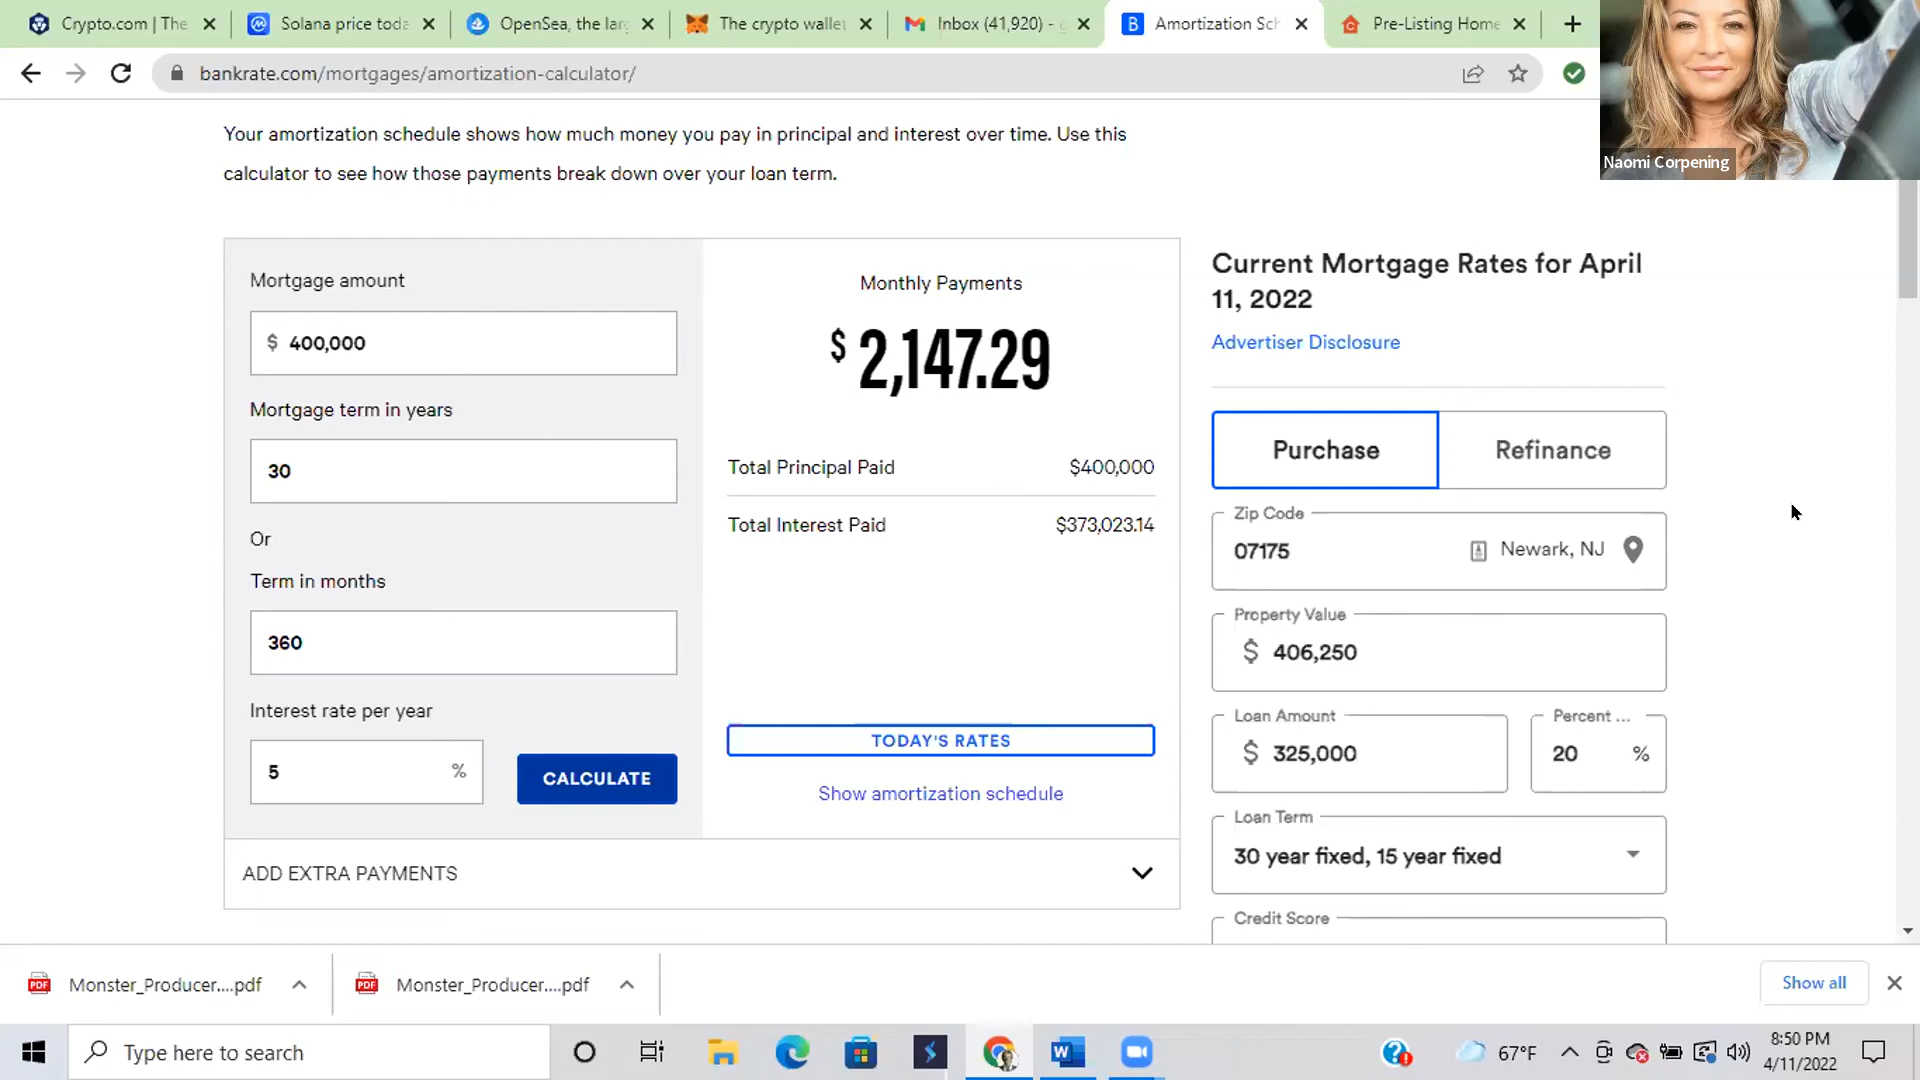 Crypto.com | The
Solana price toda
OpenSea, the larg
The crypto wallet
Inbox (41,920) -
Amortization Sch
Pre-Listing Home
bankrate.com/mortgages/amortization-calculator/
Naomi Corpening
Your amortization schedule shows how much money you pay in principal and interest over time. Use this
calculator to see how those payments break down over your loan term.
Mortgage amount
$ 400,000
Mortgage term in years
30
Or
Term in months
360
Interest rate per year
5 %
CALCULATE
Monthly Payments
$ 2,147.29
Total Principal Paid $400,000
Total Interest Paid $373,023.14
TODAY'S RATES
Show amortization schedule
ADD EXTRA PAYMENTS
Current Mortgage Rates for April
11, 2022
Advertiser Disclosure
Purchase Refinance
Zip Code
07175 Newark, NJ
Property Value
$ 406,250
Loan Amount
$ 325,000
Percent ...
20 %
Loan Term
30 year fixed, 15 year fixed
Credit Score
PDF Monster_Producer....pdf
PDF Monster_Producer....pdf
Show all
Type here to search
67°F
8:50 PM
4/11/2022